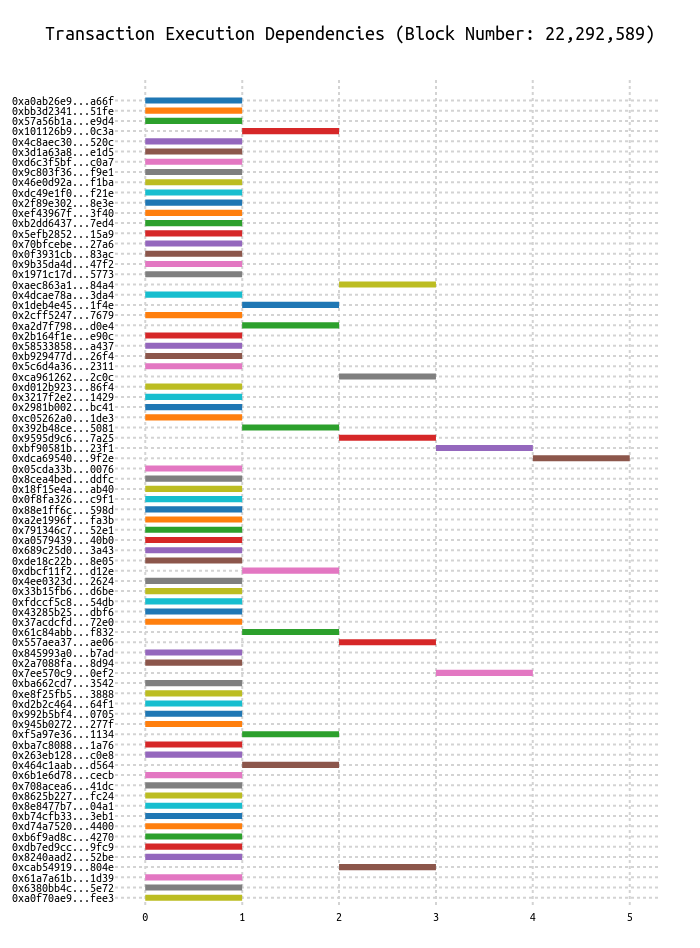 Transaction Execution Dependencies (Block Number: 22,292,589)
0xa0ab26e9...a66f
0xbb3d2341...51fe
0x57a56b1a...e9d4
0x101126b9...0c3a
0x4c8aec30...520c
0x3d1a63a8...e1d5
0xd6c3f5bf...c0a7
0x9c803f36...f9e1
0x46e0d92a...f1ba
0xdc49e1f0...f21e
0x2f89e302...8e3e
0xef43967f...3f40
0xb2dd6437...7ed4
0x5efb2852...15a9
0x70bfcebe...27a6
0x0f3931cb...83ac
0x9b35da4d...47f2
0x1971c17d...5773
0xaec863a1...84a4
0x4dcae78a...3da4
0x1deb4e45...1f4e
0x2cff5247...7679
0xa2d7f798...d0e4
0x2b164f1e...e90c
0x58533858...a437
0xb929477d...26f4
0x5c6d4a36...2311
0xca961262...2c0c
0xd012b923...86f4
0x3217f2e2...1429
0x2981b002...bc41
0xc05262a0...1de3
0x392b48ce...5081
0x9595d9c6...7a25
0xbf90581b...23f1
0xdca69540...9f2e
0x05cda33b...0076
0x8cea4bed...ddfc
0x18f15e4a...ab40
0x0f8fa326...c9f1
0x88e1ff6c...598d
0xa2e1996f...fa3b
0x791346c7...52e1
0xa0579439...40b0
0x689c25d0...3a43
0xde18c22b...8e05
0xdbcf11f2...d12e
0x4ee0323d...2624
0x33b15fb6...d6be
0xfdccf5c8...54db
0x43285b25...dbf6
0x37acdcfd...72e0
0x61c84abb...f832
0x557aea37...ae06
0x845993a0...b7ad
0x2a7088fa...8d94
0x7ee570c9...0ef2
0xba662cd7...3542
0xe8f25fb5...3888
0xd2b2c464...64f1
0x992b5bf4...0705
0x945b0272...277f
0xf5a97e36...1134
0xba7c8088...1a76
0x263eb128...c0e8
0x464c1aab...d564
0x6b1e6d78...cecb
0x708acea6...41dc
0x8625b227...fc24
0x8e8477b7...04a1
0xb74cfb33...3eb1
0xd74a7520...4400
0xb6f9ad8c...4270
0xdb7ed9cc...9fc9
0x8240aad2...52be
0xcab54919...804e
0x61a7a61b...1d39
0x6380bb4c...5e72
0xa0f70ae9...fee3
0 1 2 3 4 5